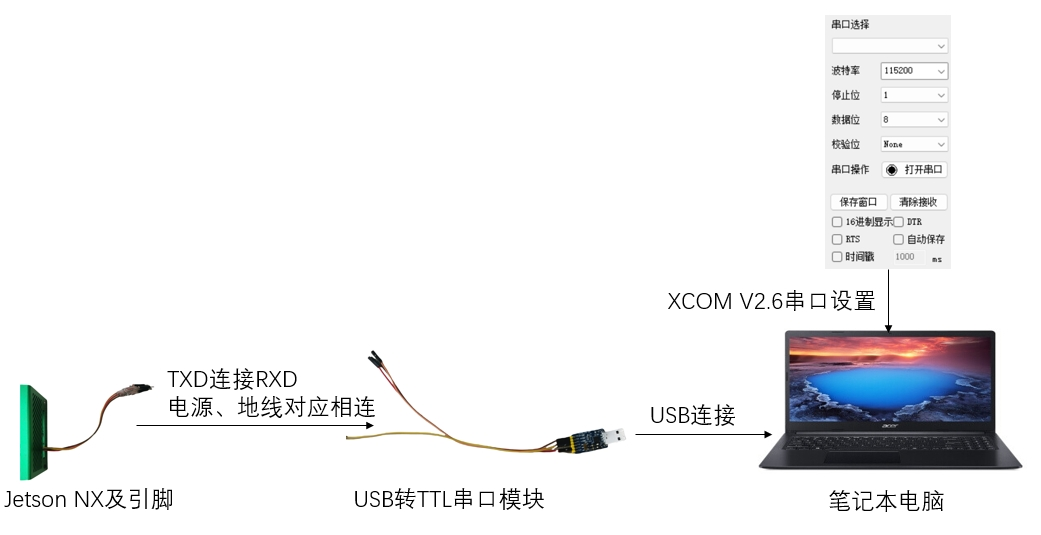 串口选择
波特率 115200
停止位 1
数据位 8
校验位 None
串口操作 打开串口
保存窗口 清除接收
16进制显示 DTR
RTS 自动保存
时间戳 1000 ms
XCOM V2.6串口设置
TXD连接RXD
电源、地线对应相连
USB连接
acer
Jetson NX及引脚
USB转TTL串口模块
笔记本电脑